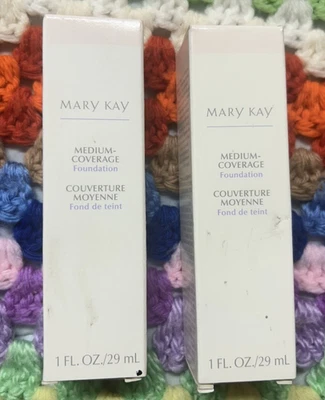 MARY KAY
MEDIUM-
COVERAGE
Foundation
COUVERTURE
MOYENNE
Fond de teint
1 FL. OZ./29 mL
MARY KAY
MEDIUM-
COVERAGE
Foundation
COUVERTURE
MOYENNE
Fond de teint
1 FL. OZ./29 mL